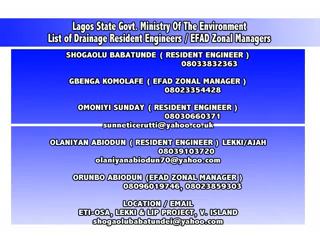 Lagos State Govt. Ministry Of The Environment
List of Drainage Resident Engineers / EFAD Zonal Managers
SHOGAOLU BABATUNDE ( RESIDENT ENGINEER )
08033832363
GBENGA KOMOLAFE ( EFAD ZONAL MANAGER )
08023354428
OMONIYI SUNDAY ( RESIDENT ENGINEER )
08030660371
sunneticerutti@yahoo.co.uk
OLANIYAN ABIODUN ( RESIDENT ENGINEER ) LEKKI/AJAH
08039103720
olaniyanabiodun70@yahoo.com
ORUNBO ABIODUN (EFAD ZONAL MANAGER )
08096019746, 08023859303
LOCATION / EMAIL
ETI-OSA, LEKKI & LIP PROJECT, V. ISLAND
shogaolubabatundei@yahoo.com